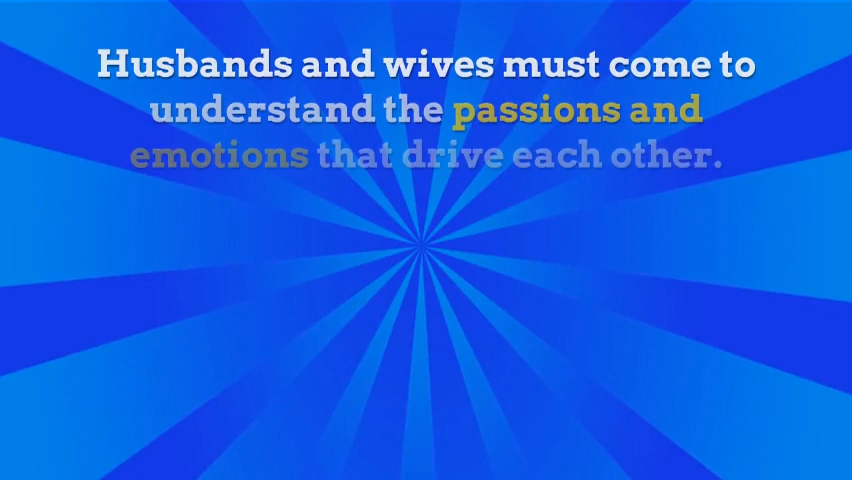 Husbands and wives must come to
understand the passions and
emotions that drive each other.